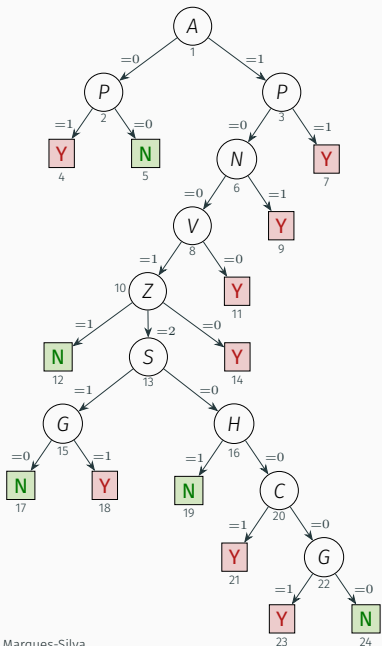 A
1
=0 =1
P P
2 3
=1 =0 =0 =1
Y N N Y
4 5 6 7
=0 =1
V Y
8 9
=1 =0
10 Z Y
11
=1 =2 =0
N S Y
12 13 14
=1 =0
G H
15 16
=0 =1 =1 =0
N Y N C
17 18 19 20
=1 =0
Y G
21 22
=1 =0
Y N
23 24
Marques-Silva